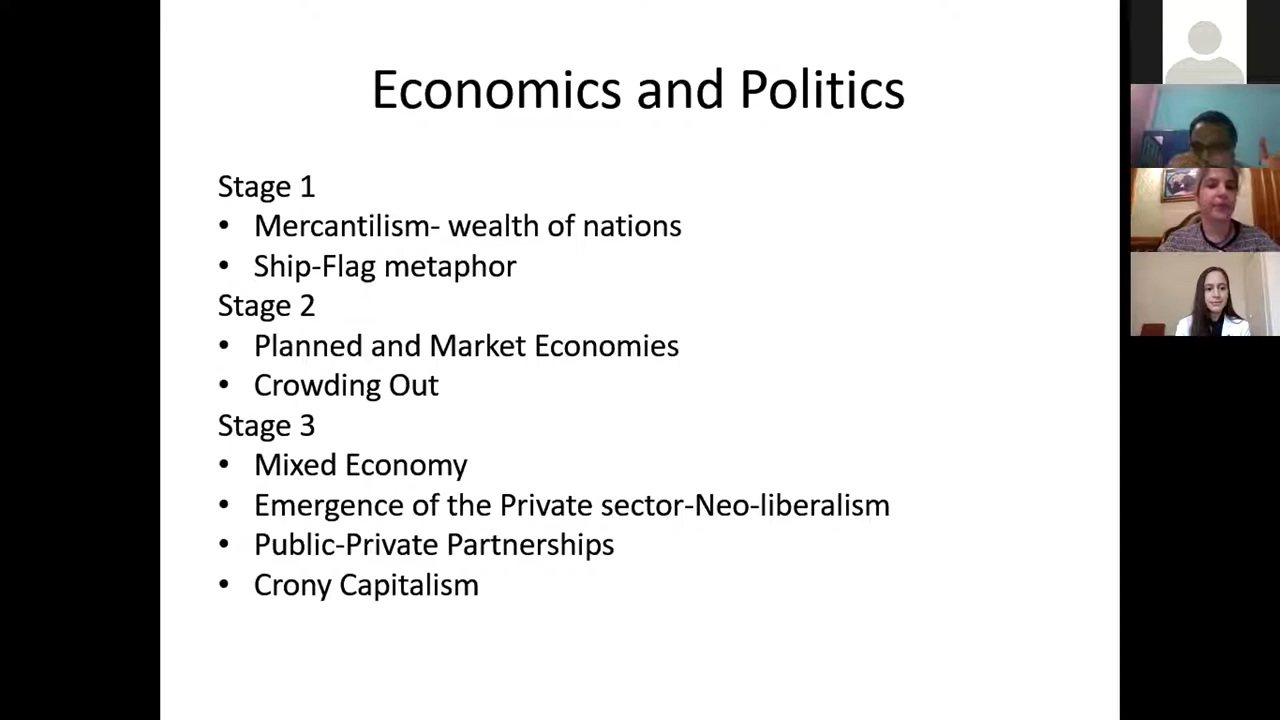 Economics and Politics
Stage 1
• Mercantilism- wealth of nations
• Ship-Flag metaphor
Stage 2
• Planned and Market Economies
• Crowding Out
Stage 3
• Mixed Economy
• Emergence of the Private sector-Neo-liberalism
• Public-Private Partnerships
• Crony Capitalism